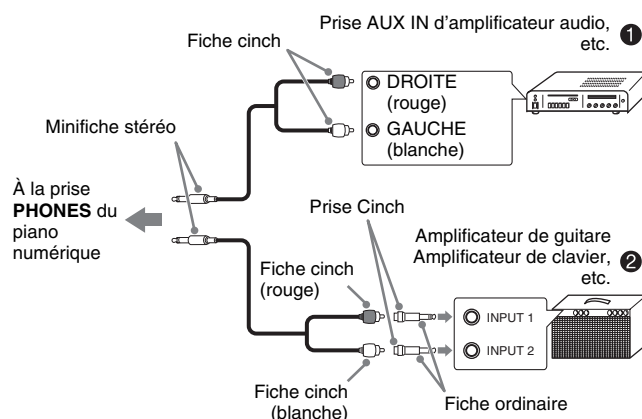 Prise AUX IN d’amplificateur audio,
etc.
❶
Fiche cinch
DROITE
(rouge)
GAUCHE
(blanche)
Minifiche stéréo
À la prise
PHONES du
piano
numérique
Prise Cinch
Amplificateur de guitare
Amplificateur de clavier,
etc.
❷
Fiche cinch
(rouge)
INPUT 1
INPUT 2
Fiche cinch
(blanche)
Fiche ordinaire